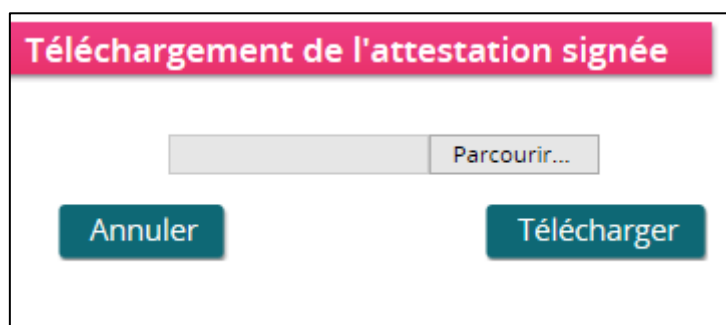 Téléchargement de l'attestation signée
Parcourir...
Annuler
Télécharger